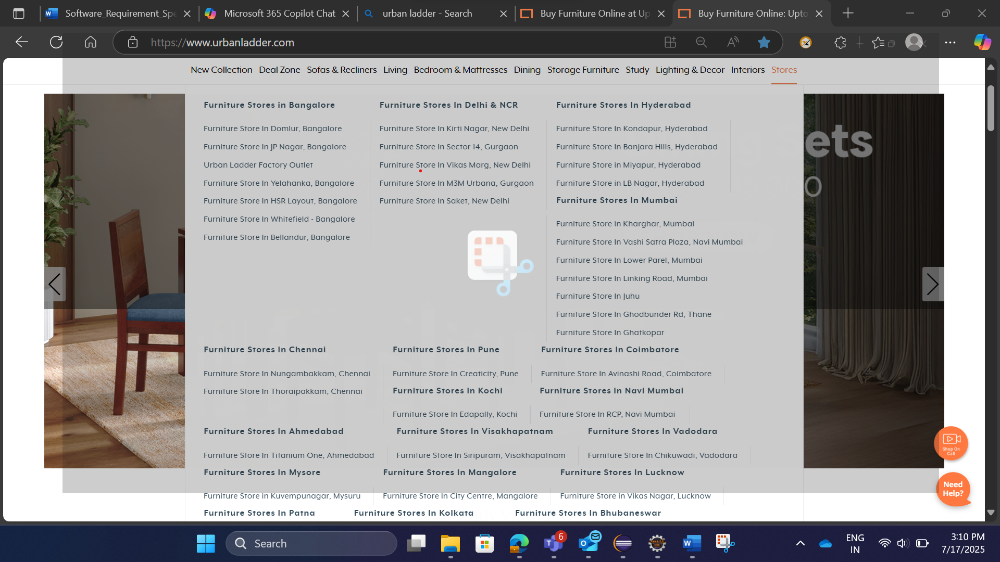 Software_Requirement_Spe
Microsoft 365 Copilot Chat
urban ladder - Search
Buy Furniture Online at Up
Buy Furniture Online: Upto
https://www.urbanladder.com
New Collection Deal Zone Sofas & Recliners Living Bedroom & Mattresses Dining Storage Furniture Study Lighting & Decor Interiors Stores
Furniture Stores in Bangalore
Furniture Store In Domlur, Bangalore
Furniture Store In JP Nagar, Bangalore
Urban Ladder Factory Outlet
Furniture Store In Yelahanka, Bangalore
Furniture Store In HSR Layout, Bangalore
Furniture Store In Whitefield - Bangalore
Furniture Store In Bellandur, Bangalore
Furniture Stores In Delhi & NCR
Furniture Store In Kirti Nagar, New Delhi
Furniture Store In Sector 14, Gurgaon
Furniture Store In Vikas Marg, New Delhi
Furniture Store In M3M Urbana, Gurgaon
Furniture Store In Saket, New Delhi
Furniture Stores In Hyderabad
Furniture Store In Kondapur, Hyderabad
Furniture Store In Banjara Hills, Hyderabad
Furniture Store in Miyapur, Hyderabad
Furniture Store in LB Nagar, Hyderabad
Furniture Stores In Mumbai
Furniture Store in Kharghar, Mumbai
Furniture Store In Vashi Satra Plaza, Navi Mumbai
Furniture Store In Lower Parel, Mumbai
Furniture Store In Linking Road, Mumbai
Furniture Store In Juhu
Furniture Store In Ghodbunder Rd, Thane
Furniture Store In Ghatkopar
Sets
Furniture Stores In Chennai
Furniture Store In Nungambakkam, Chennai
Furniture Store In Thoraipakkam, Chennai
Furniture Stores In Pune
Furniture Store In Creaticity, Pune
Furniture Stores In Kochi
Furniture Store In Edapally, Kochi
Furniture Stores In Coimbatore
Furniture Store In Avinashi Road, Coimbatore
Furniture Stores in Navi Mumbai
Furniture Store In RCP, Navi Mumbai
Furniture Stores In Ahmedabad
Furniture Store In Titanium One, Ahmedabad
Furniture Stores In Visakhapatnam
Furniture Store In Siripuram, Visakhapatnam
Furniture Stores In Vadodara
Furniture Store In Chikuwadi, Vadodara
Furniture Stores In Mysore
Furniture Store in Kuvempunagar, Mysuru
Furniture Stores In Mangalore
Furniture Store In City Centre, Mangalore
Furniture Stores In Lucknow
Furniture Store in Vikas Nagar, Lucknow
Furniture Stores In Patna
Furniture Stores In Kolkata
Furniture Stores In Bhubaneswar
Shop On
Call
Need
Help?
Search
6
ENG
IN
3:10 PM
7/17/2025